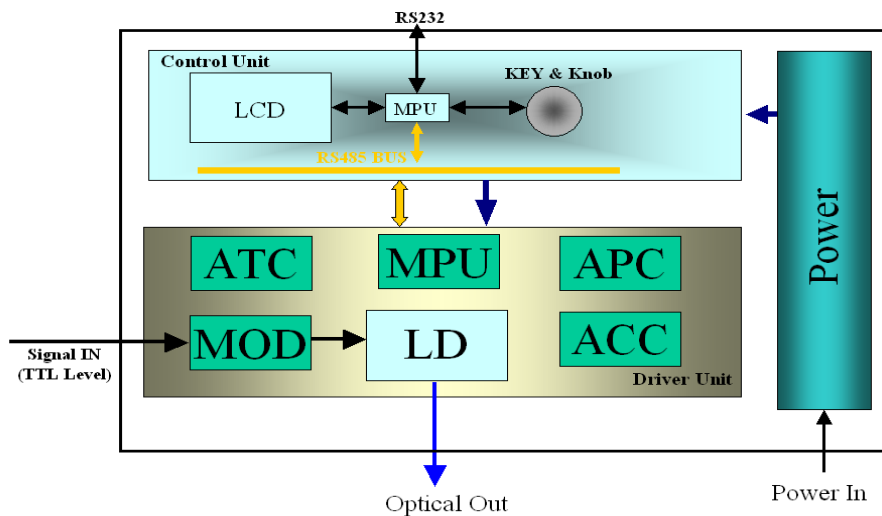 RS232
Control Unit
KEY & Knob
LCD
MPU
RS485 BUS
Power
ATC
MPU
APC
MOD
LD
ACC
Signal IN
(TTL Level)
Driver Unit
Optical Out
Power In